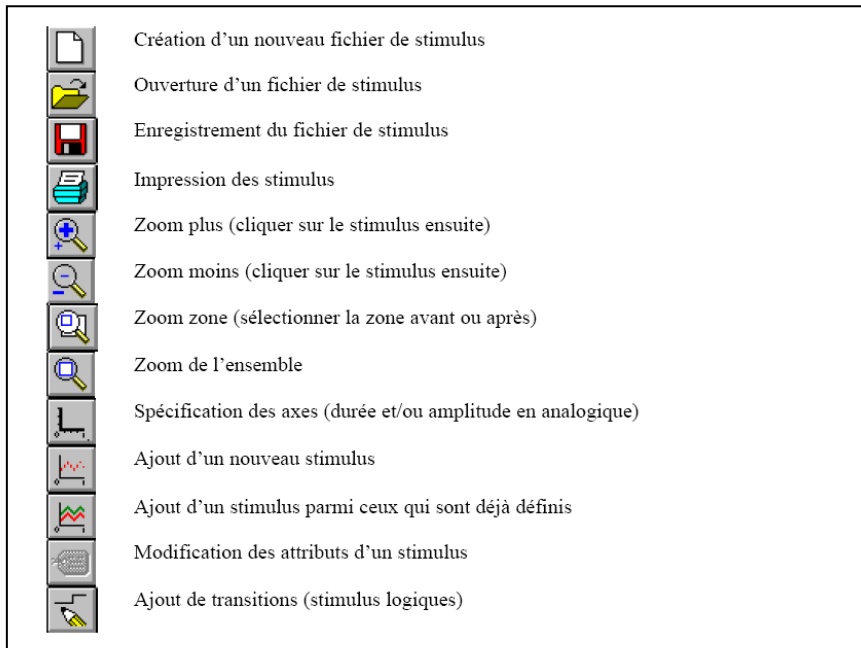 Création d'un nouveau fichier de stimulus
Ouverture d'un fichier de stimulus
Enregistrement du fichier de stimulus
Impression des stimulus
Zoom plus (cliquer sur le stimulus ensuite)
Zoom moins (cliquer sur le stimulus ensuite)
Zoom zone (sélectionner la zone avant ou après)
Zoom de l'ensemble
Spécification des axes (durée et/ou amplitude en analogique)
Ajout d'un nouveau stimulus
Ajout d'un stimulus parmi ceux qui sont déjà définis
Modification des attributs d'un stimulus
Ajout de transitions (stimulus logiques)